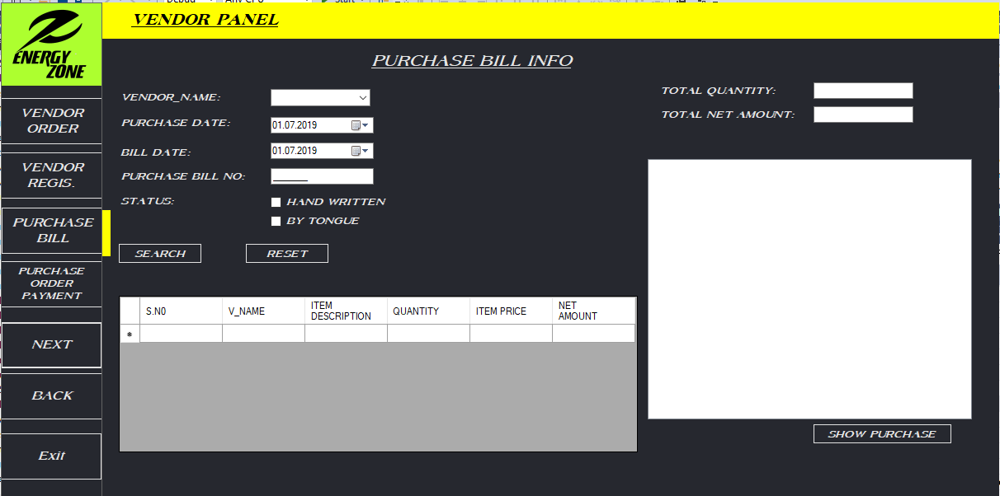 VENDOR PANEL
ENERGY
ZONE
PURCHASE BILL INFO
VENDOR_NAME:
PURCHASE DATE: 01.07.2019
BILL DATE: 01.07.2019
PURCHASE BILL NO:
STATUS:
HAND WRITTEN
BY TONGUE
SEARCH
RESET
TOTAL QUANTITY:
TOTAL NET AMOUNT:
VENDOR
ORDER
VENDOR
REGIS.
PURCHASE
BILL
PURCHASE
ORDER
PAYMENT
NEXT
BACK
Exit
S.N0
V_NAME
ITEM
DESCRIPTION
QUANTITY
ITEM PRICE
NET
AMOUNT
SHOW PURCHASE